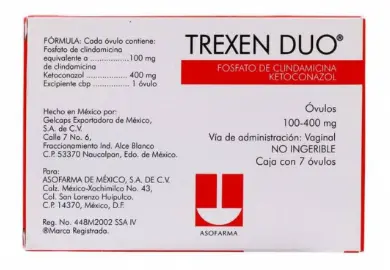 FÓRMULA: Cada óvulo contiene:
Fosfato de clindamicina
equivalente a ...............100 mg
de clindamicina
Ketoconazol ................. 400 mg
Excipiente cbp .............. 1 óvulo
Hecho en México por:
Gelcaps Exportadora de México,
S.A. de C.V.
Calle 7 No. 6,
Fraccionamiento Ind. Alce Blanco
C.P. 53370 Naucalpan, Edo. de México.
Para:
ASOFARMA DE MÉXICO, S.A. DE C.V.
Calz. México-Xochimilco No. 43,
Col. San Lorenzo Huipulco.
C.P. 14370, México, D.F.
Reg. No. 448M2002 SSA IV
®Marca Registrada.
TREXEN DUO®
FOSFATO DE CLINDAMICINA
KETOCONAZOL
Óvulos
100-400 mg
Vía de administración: Vaginal
NO INGERIBLE
Caja con 7 óvulos
ASOFARMA